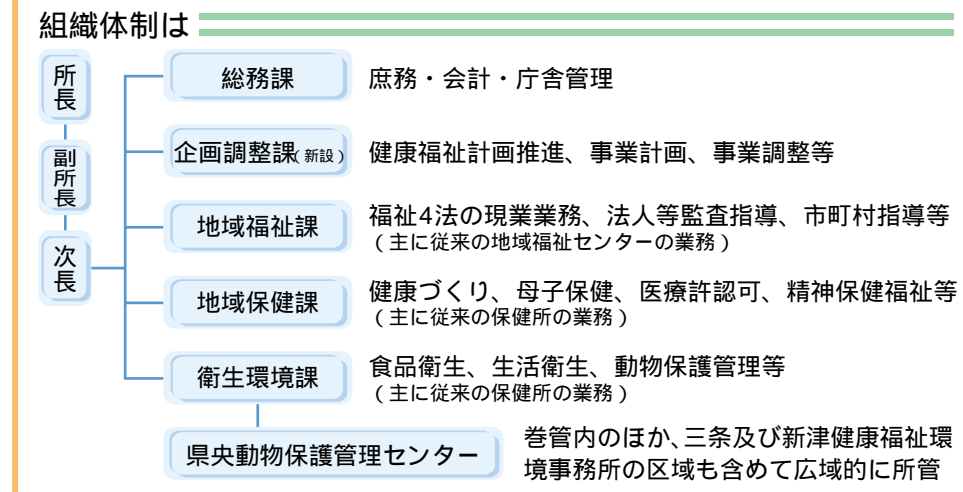 組織体制は
所長
副所長
次長
総務課
庶務・会計・庁舎管理
企画調整課(新設)
健康福祉計画推進、事業計画、事業調整等
地域福祉課
福祉4法の現業業務、法人等監査指導、市町村指導等
(主に従来の地域福祉センターの業務)
地域保健課
健康づくり、母子保健、医療許認可、精神保健福祉等
(主に従来の保健所の業務)
衛生環境課
食品衛生、生活衛生、動物保護管理等
(主に従来の保健所の業務)
県央動物保護管理センター
巻管内のほか、三条及び新津健康福祉環
境事務所の区域も含めて広域的に所管